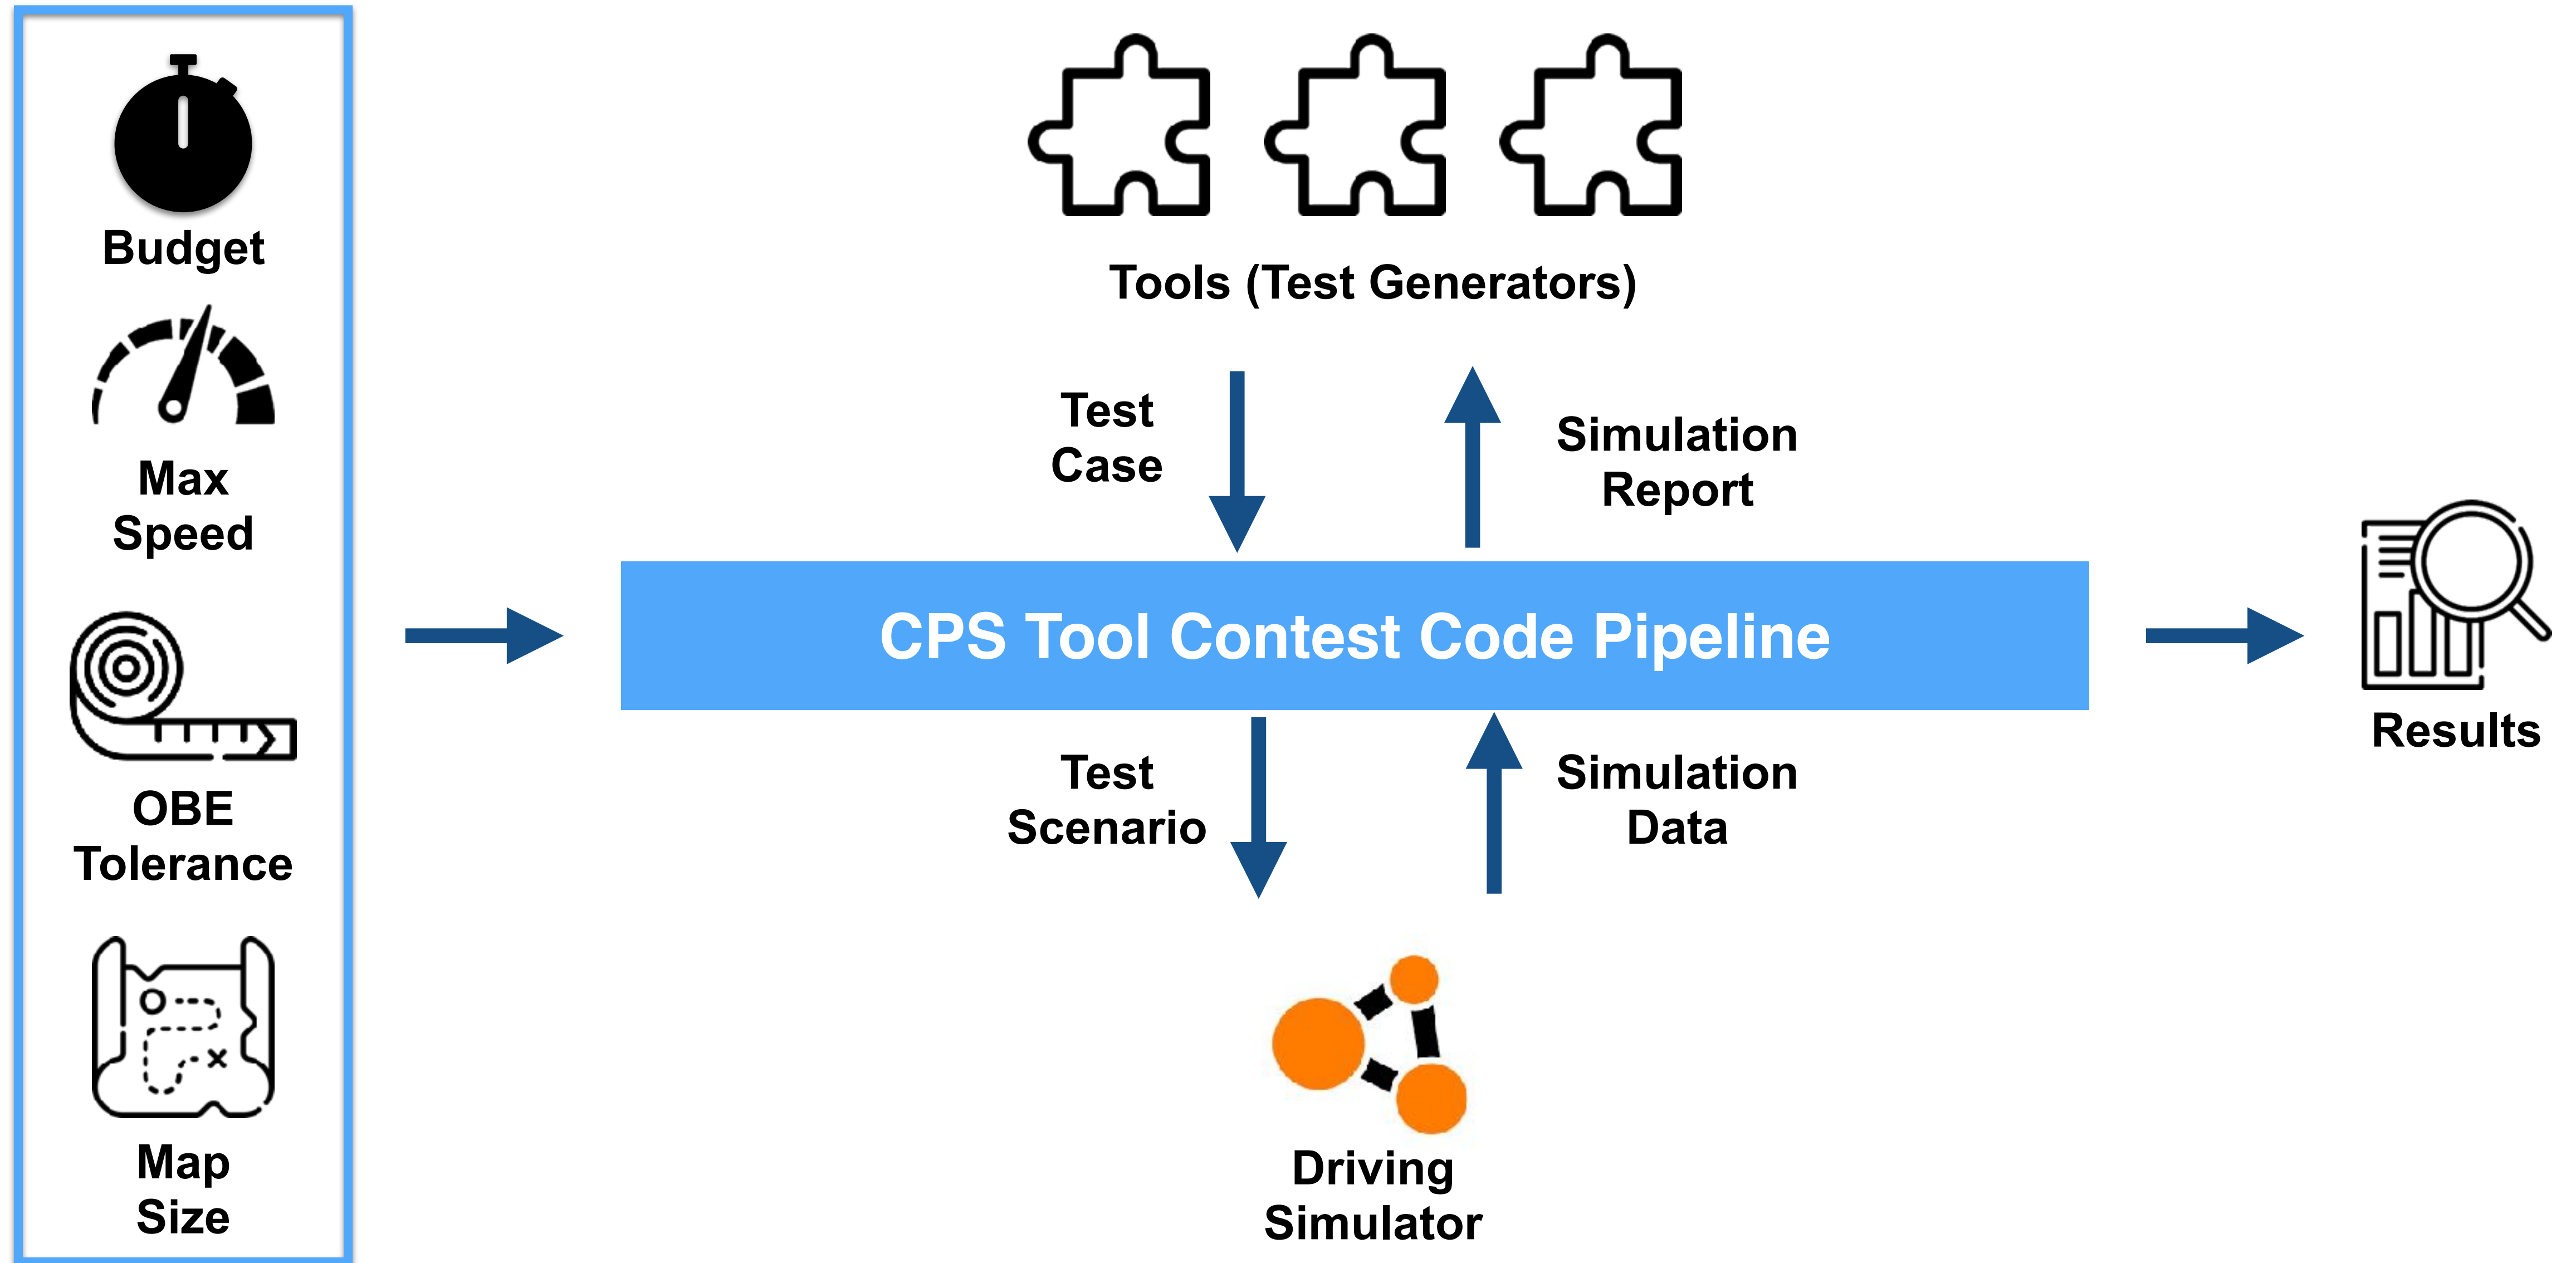 Budget
Max
Speed
OBE
Tolerance
Map
Size
Tools (Test Generators)
Test
Case
Simulation
Report
CPS Tool Contest Code Pipeline
Test
Scenario
Simulation
Data
Driving
Simulator
Results